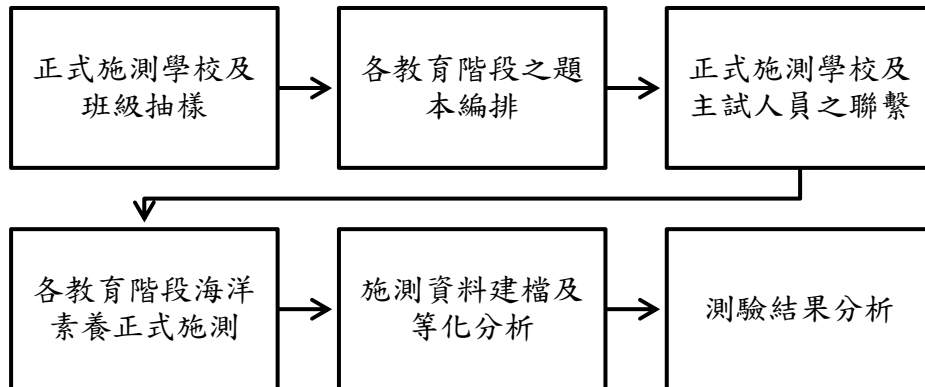 正式施測學校及
班級抽樣
各教育階段之題
本編排
正式施測學校及
主試人員之聯繫
各教育階段海洋
素養正式施測
施測資料建檔及
等化分析
測驗結果分析